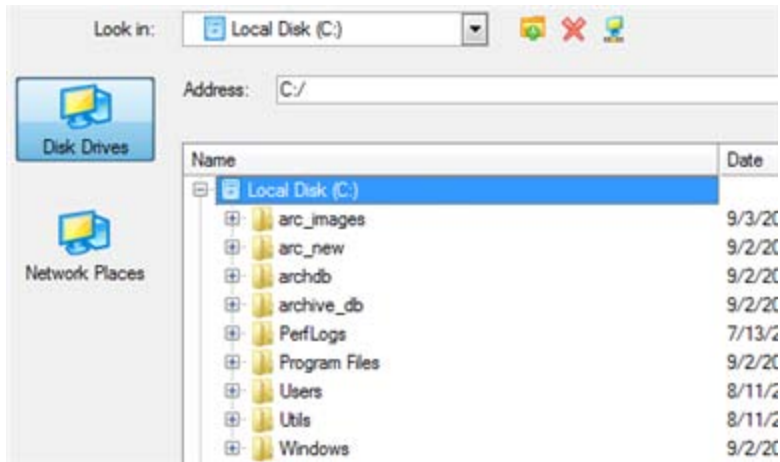 Look in: Local Disk (C:)
Address: C:/
Disk Drives
Network Places
Name Date
Local Disk (C:)
arc_images 9/3/20
arc_new 9/2/20
archdb 9/2/20
archive_db 9/2/20
PerfLogs 7/13/2
Program Files 9/2/20
Users 8/11/2
Utils 8/11/2
Windows 9/2/20